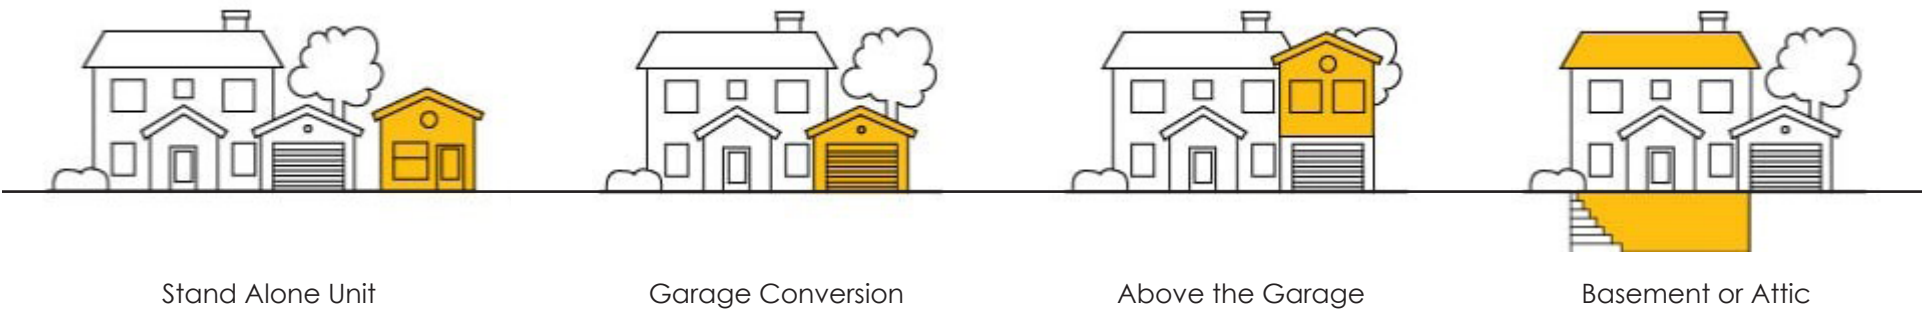 Stand Alone Unit
Garage Conversion
Above the Garage
Basement or Attic